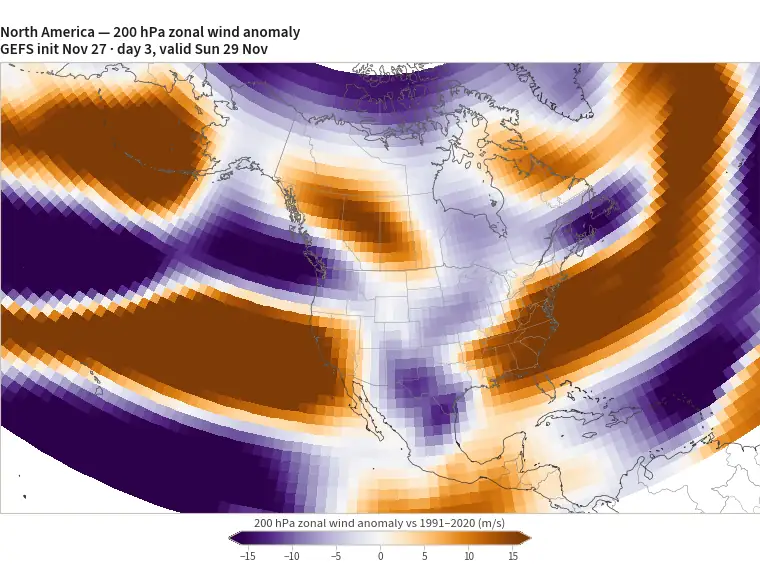 North America — 200 hPa zonal wind anomaly
GEFS init Nov 27 · day 3, valid Sun 29 Nov
200 hPa zonal wind anomaly vs 1991–2020 (m/s)
−15 −10 −5 0 5 10 15